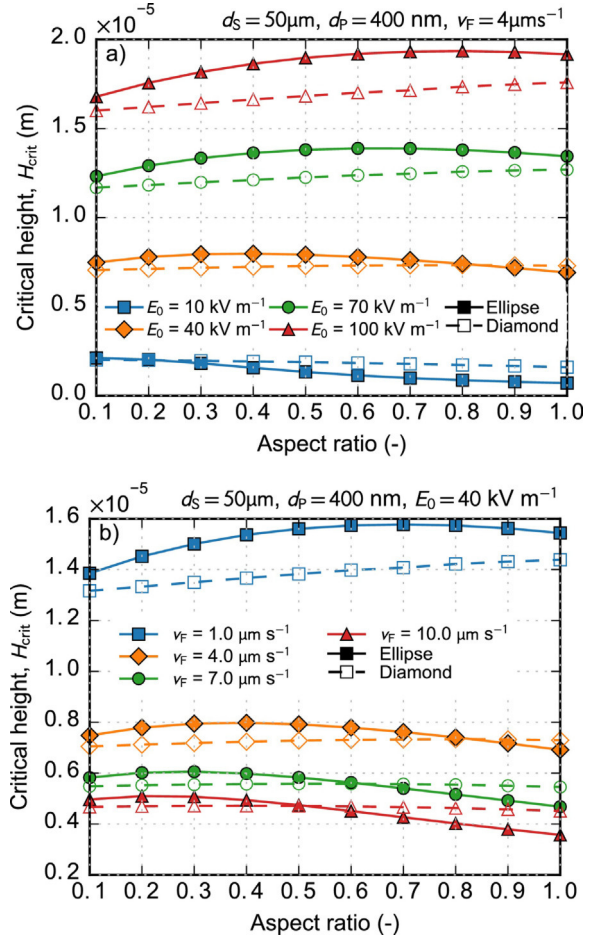 d_S = 50µm, d_P = 400 nm, v_F = 4µms⁻¹
×10⁻⁵
a)
2.0
1.5
1.0
0.5
0.0
Critical height, H_crit (m)
E₀ = 10 kV m⁻¹ E₀ = 70 kV m⁻¹ Ellipse
E₀ = 40 kV m⁻¹ E₀ = 100 kV m⁻¹ Diamond
0.1 0.2 0.3 0.4 0.5 0.6 0.7 0.8 0.9 1.0
Aspect ratio (-)
×10⁻⁵ d_S = 50µm, d_P = 400 nm, E₀ = 40 kV m⁻¹
b)
1.6
1.4
1.2
1.0
0.8
0.6
0.4
0.2
Critical height, H_crit (m)
v_F = 1.0 µm s⁻¹ v_F = 10.0 µm s⁻¹
v_F = 4.0 µm s⁻¹ Ellipse
v_F = 7.0 µm s⁻¹ Diamond
0.1 0.2 0.3 0.4 0.5 0.6 0.7 0.8 0.9 1.0
Aspect ratio (-)